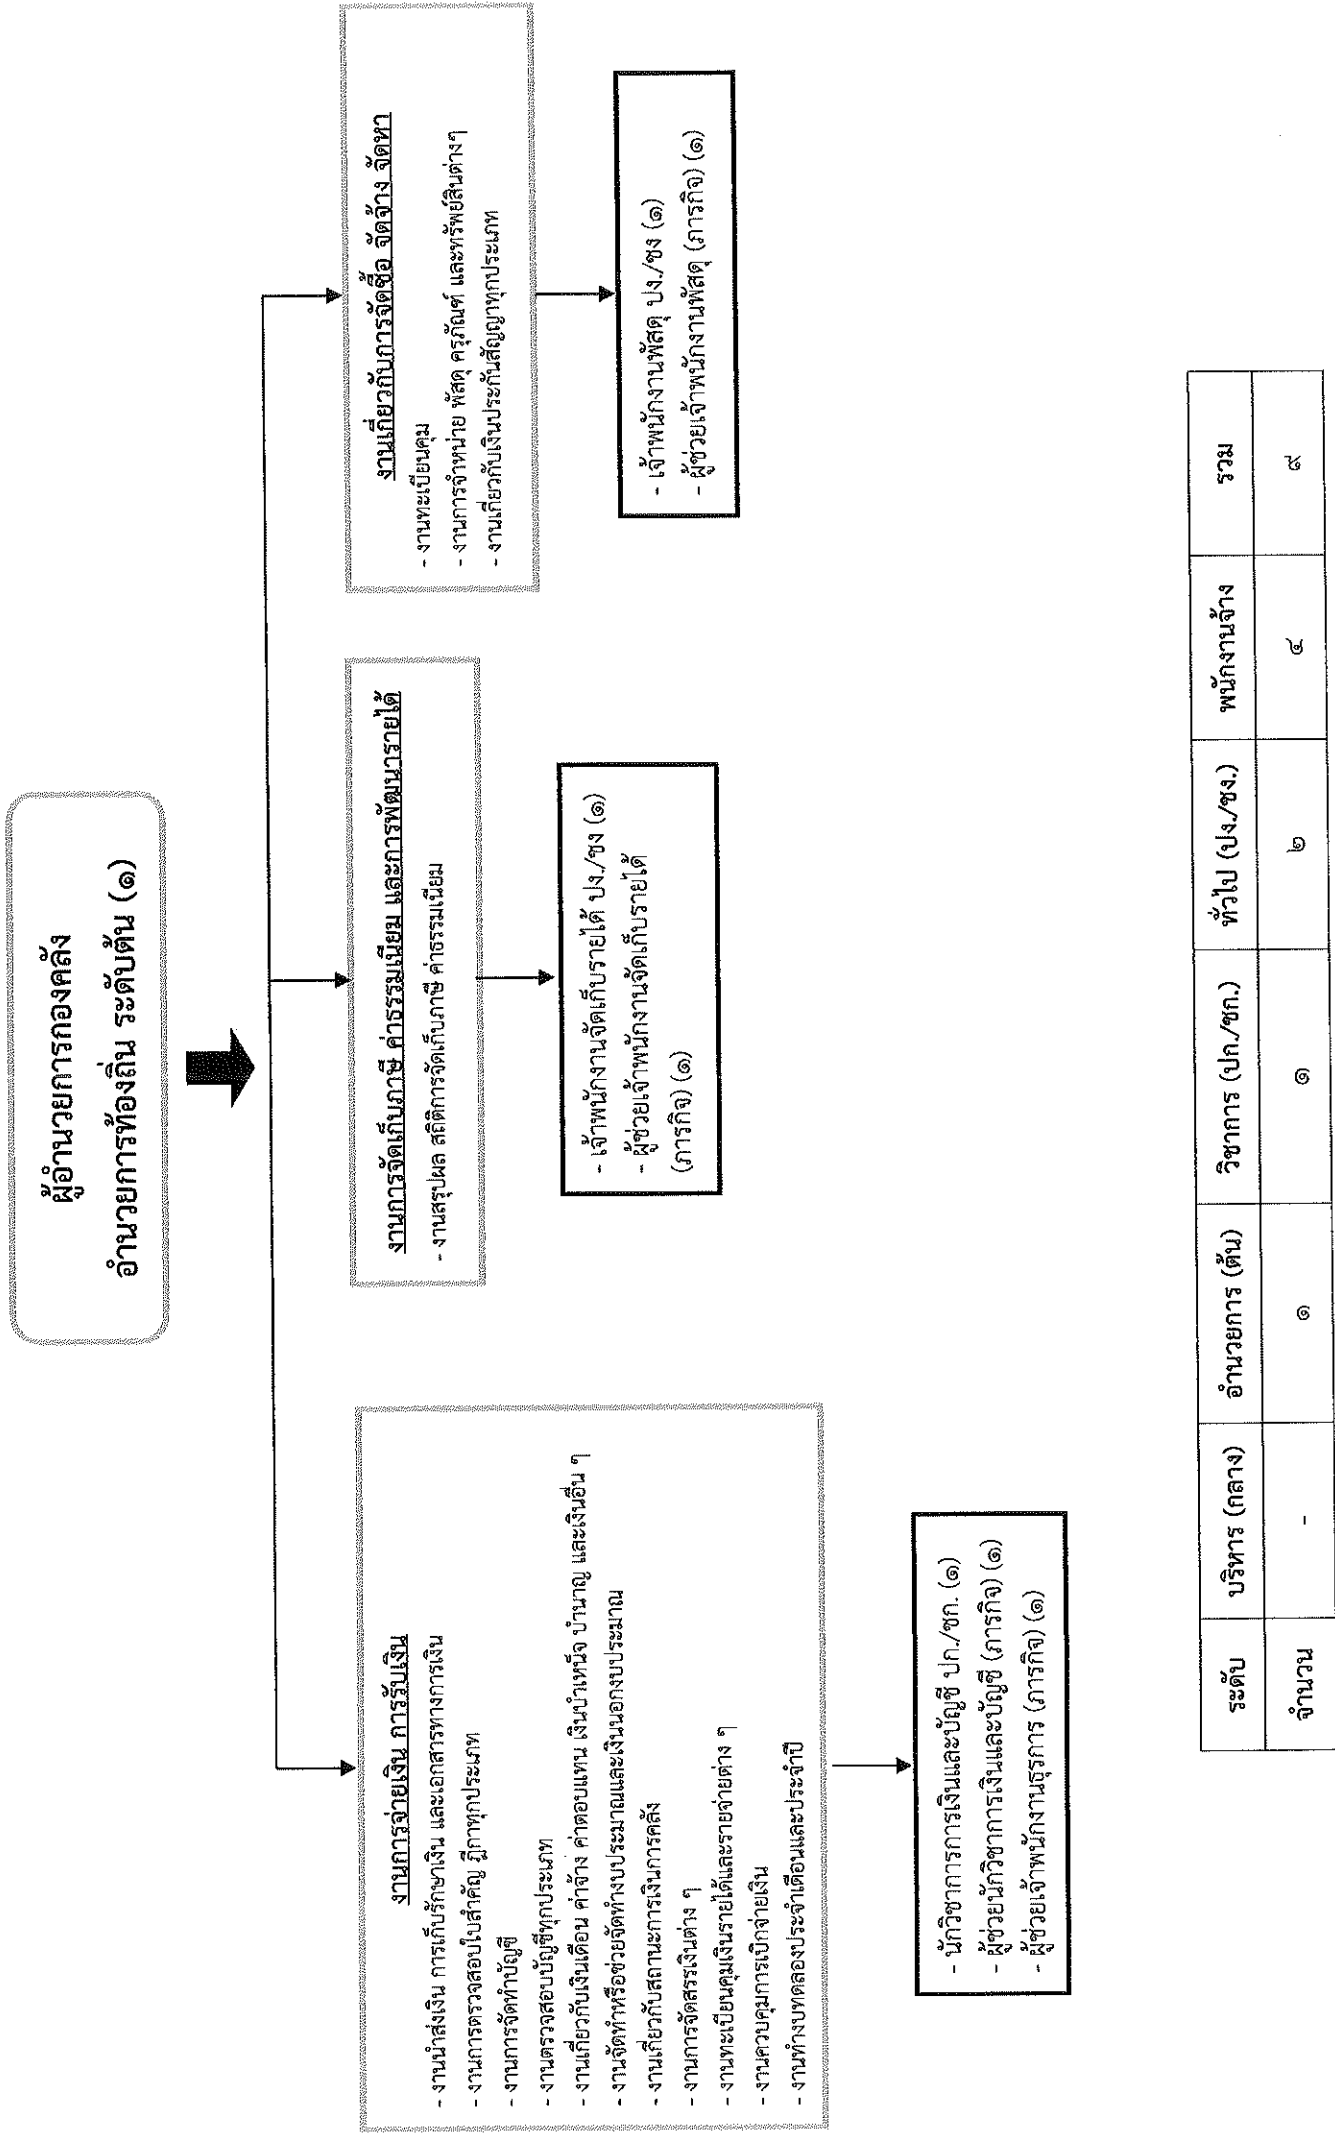 ผู้อำนวยการกองคลัง
อำนวยการท้องถิ่น ระดับต้น (๑)
งานการจ่ายเงิน การรับเงิน
- งานนำส่งเงิน การเก็บรักษาเงิน และเอกสารทางการเงิน
- งานการตรวจสอบใบสำคัญ ฎีกาทุกประเภท
- งานการจัดทำบัญชี
- งานตรวจสอบบัญชีทุกประเภท
- งานเกี่ยวกับเงินเดือน ค่าจ้าง ค่าตอบแทน เงินบำเหน็จ บำนาญ และเงินอื่น ๆ
- งานจัดทำหรือช่วยจัดทำงบประมาณและเงินนอกงบประมาณ
- งานเกี่ยวกับสถานะการเงินการคลัง
- งานการจัดสรรเงินต่าง ๆ
- งานทะเบียนคุมเงินรายได้และรายจ่ายต่าง ๆ
- งานควบคุมการเบิกจ่ายเงิน
- งานทำงบทดลองประจำเดือนและประจำปี
- นักวิชาการการเงินและบัญชี ปก./ชก. (๑)
- ผู้ช่วยนักวิชาการเงินและบัญชี (ภารกิจ) (๑)
- ผู้ช่วยเจ้าพนักงานธุรการ (ภารกิจ) (๑)
งานการจัดเก็บภาษี ค่าธรรมเนียม และการพัฒนารายได้
- งานสรุปผล สถิติการจัดเก็บภาษี ค่าธรรมเนียม
- เจ้าพนักงานจัดเก็บรายได้ ปง./ชง (๑)
- ผู้ช่วยเจ้าพนักงานจัดเก็บรายได้
(ภารกิจ) (๑)
งานเกี่ยวกับการจัดซื้อ จัดจ้าง จัดหา
- งานทะเบียนคุม
- งานการจำหน่าย พัสดุ ครุภัณฑ์ และทรัพย์สินต่างๆ
- งานเกี่ยวกับเงินประกันสัญญาทุกประเภท
- เจ้าพนักงานพัสดุ ปง./ชง (๑)
- ผู้ช่วยเจ้าพนักงานพัสดุ (ภารกิจ) (๑)
ระดับ บริหาร (กลาง) อำนวยการ (ต้น) วิชาการ (ปก./ชก.) ทั่วไป (ปง./ชง.) พนักงานจ้าง รวม
จำนวน - ๑ ๑ ๒ ๔ ๘